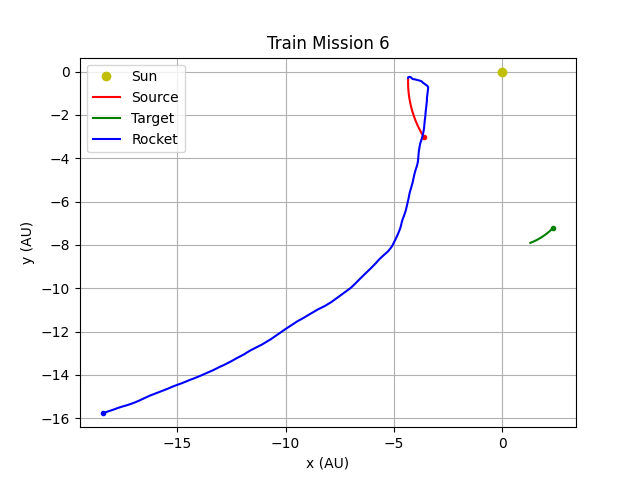 Train Mission 6
Sun
Source
Target
Rocket
0
−2
−4
−6
−8
−10
−12
−14
−16
y (AU)
−15
−10
−5
0
x (AU)